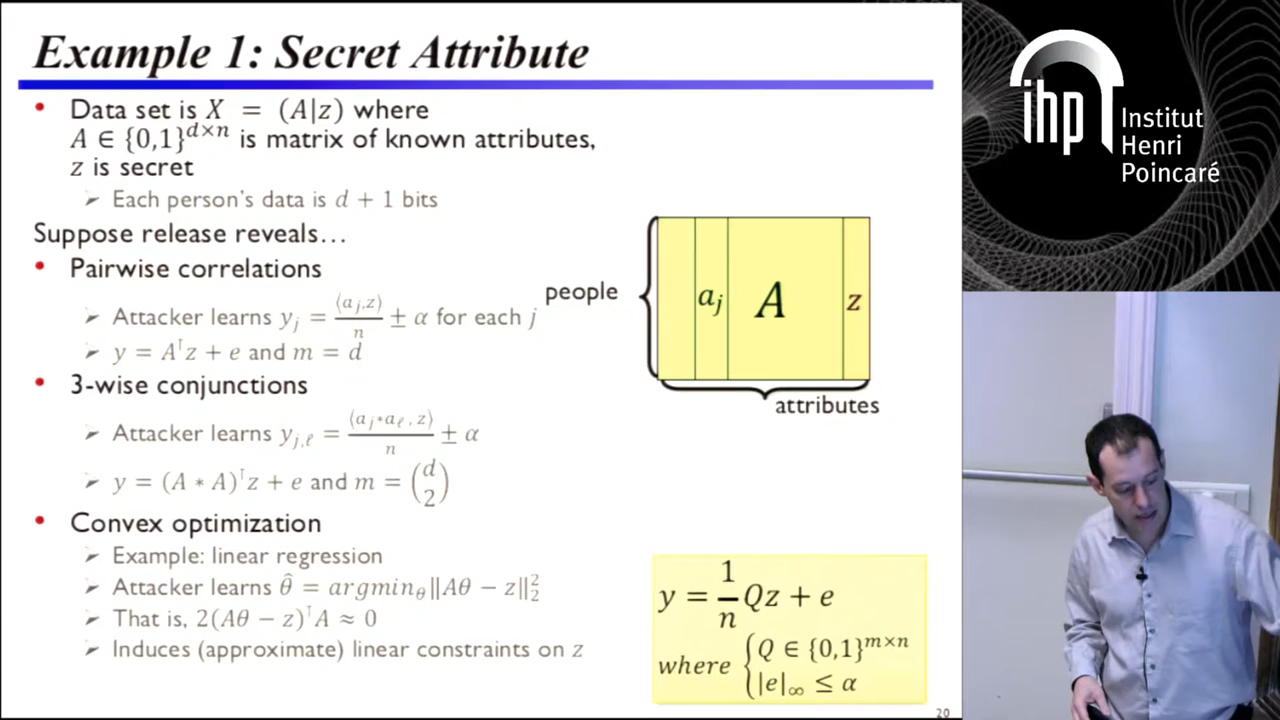 Example 1: Secret Attribute
• Data set is X = (A|z) where
A ∈ {0,1}^{d×n} is matrix of known attributes,
z is secret
➤ Each person's data is d + 1 bits
Suppose release reveals…
• Pairwise correlations
➤ Attacker learns y_j = ⟨a_j,z⟩/n ± α for each j
➤ y = A^⊤z + e and m = d
• 3-wise conjunctions
➤ Attacker learns y_{j,ℓ} = ⟨a_j*a_ℓ, z⟩/n ± α
➤ y = (A * A)^⊤z + e and m = (d 2)
• Convex optimization
➤ Example: linear regression
➤ Attacker learns θ̂ = argmin_θ‖Aθ − z‖₂²
➤ That is, 2(Aθ − z)^⊤A ≈ 0
➤ Induces (approximate) linear constraints on z
people
a_j A z
attributes
y = 1/n Qz + e
where {Q ∈ {0,1}^{m×n}
|e|_∞ ≤ α
20
ihp
Institut
Henri
Poincaré